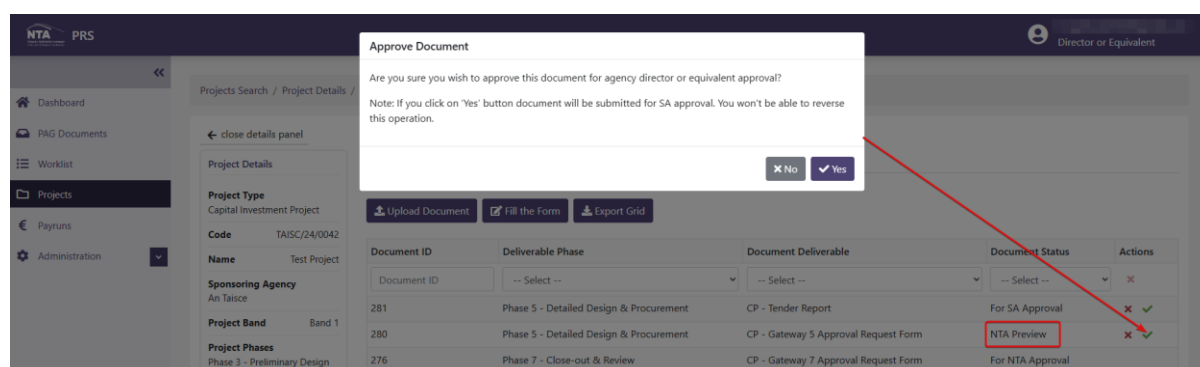 NTA PRS
Director or Equivalent
Approve Document
Are you sure you wish to approve this document for agency director or equivalent approval?
Note: If you click on 'Yes' button document will be submitted for SA approval. You won't be able to reverse
this operation.
No Yes
Dashboard
PAG Documents
Worklist
Projects
Payruns
Administration
Projects Search / Project Details /
close details panel
Project Details
Project Type
Capital Investment Project
Code TAISC/24/0042
Name Test Project
Sponsoring Agency
An Taisce
Project Band Band 1
Project Phases
Phase 3 - Preliminary Design
Upload Document Fill the Form Export Grid
Document ID Deliverable Phase Document Deliverable Document Status Actions
Document ID -- Select -- -- Select -- -- Select --
281 Phase 5 - Detailed Design & Procurement CP - Tender Report For SA Approval
280 Phase 5 - Detailed Design & Procurement CP - Gateway 5 Approval Request Form NTA Preview
276 Phase 7 - Close-out & Review CP - Gateway 7 Approval Request Form For NTA Approval